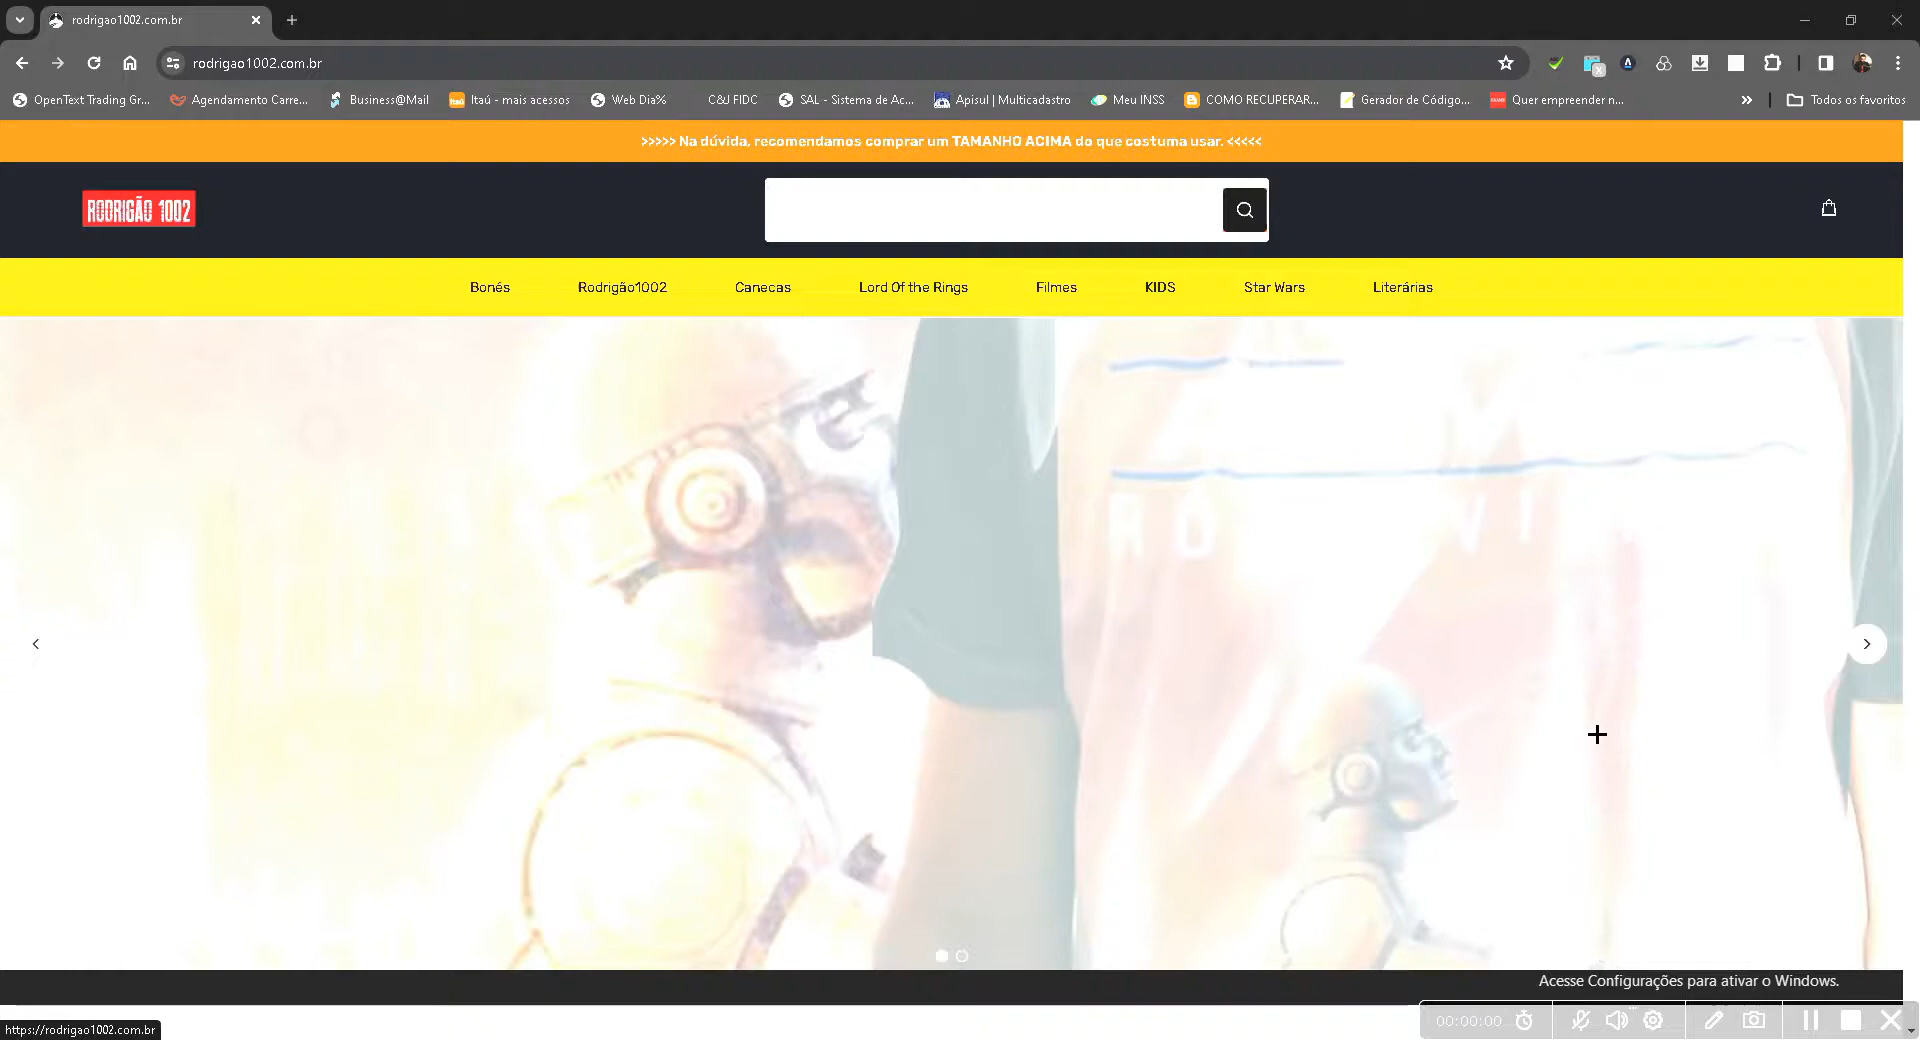 rodrigao1002.com.br
rodrigao1002.com.br
OpenText Trading Gr...
Agendamento Carre...
Business@Mail
Itaú - mais acessos
Web Dia%
C&J FIDC
SAL - Sistema de Ac...
Apisul | Multicadastro
Meu INSS
COMO RECUPERAR...
Gerador de Código...
Quer empreender n...
Todos os favoritos
>>>>> Na dúvida, recomendamos comprar um TAMANHO ACIMA do que costuma usar. <<<<<
RODRIGÃO 1002
Bonés
Rodrigão1002
Canecas
Lord Of the Rings
Filmes
KIDS
Star Wars
Literárias
Acesse Configurações para ativar o Windows.
00:00:00
https://rodrigao1002.com.br